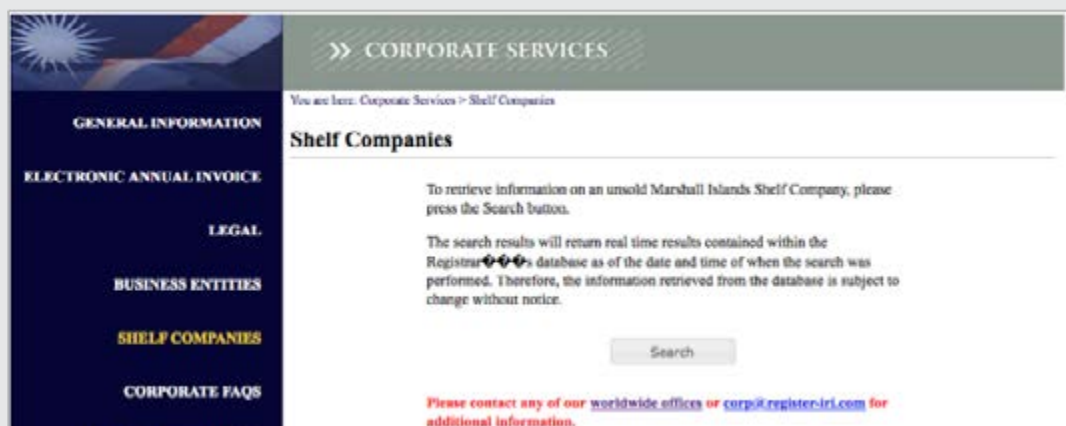 » CORPORATE SERVICES
You are here: Corporate Services > Shelf Companies
GENERAL INFORMATION
Shelf Companies
ELECTRONIC ANNUAL INVOICE
To retrieve information on an unsold Marshall Islands Shelf Company, please
press the Search button.
LEGAL
The search results will return real time results contained within the
Registrar���s database as of the date and time of when the search was
performed. Therefore, the information retrieved from the database is subject to
change without notice.
BUSINESS ENTITIES
SHELF COMPANIES
Search
CORPORATE FAQS
Please contact any of our worldwide offices or corp@register-iri.com for
additional information.